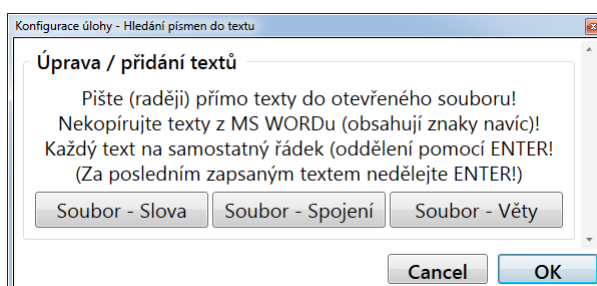 Konfigurace úlohy - Hledání písmen do textu
Úprava / přidání textů
Pište (raději) přímo texty do otevřeného souboru!
Nekopírujte texty z MS WORDu (obsahují znaky navíc)!
Každý text na samostatný řádek (oddělení pomocí ENTER!
(Za posledním zapsaným textem nedělejte ENTER!)
Soubor - Slova Soubor - Spojení Soubor - Věty
Cancel OK